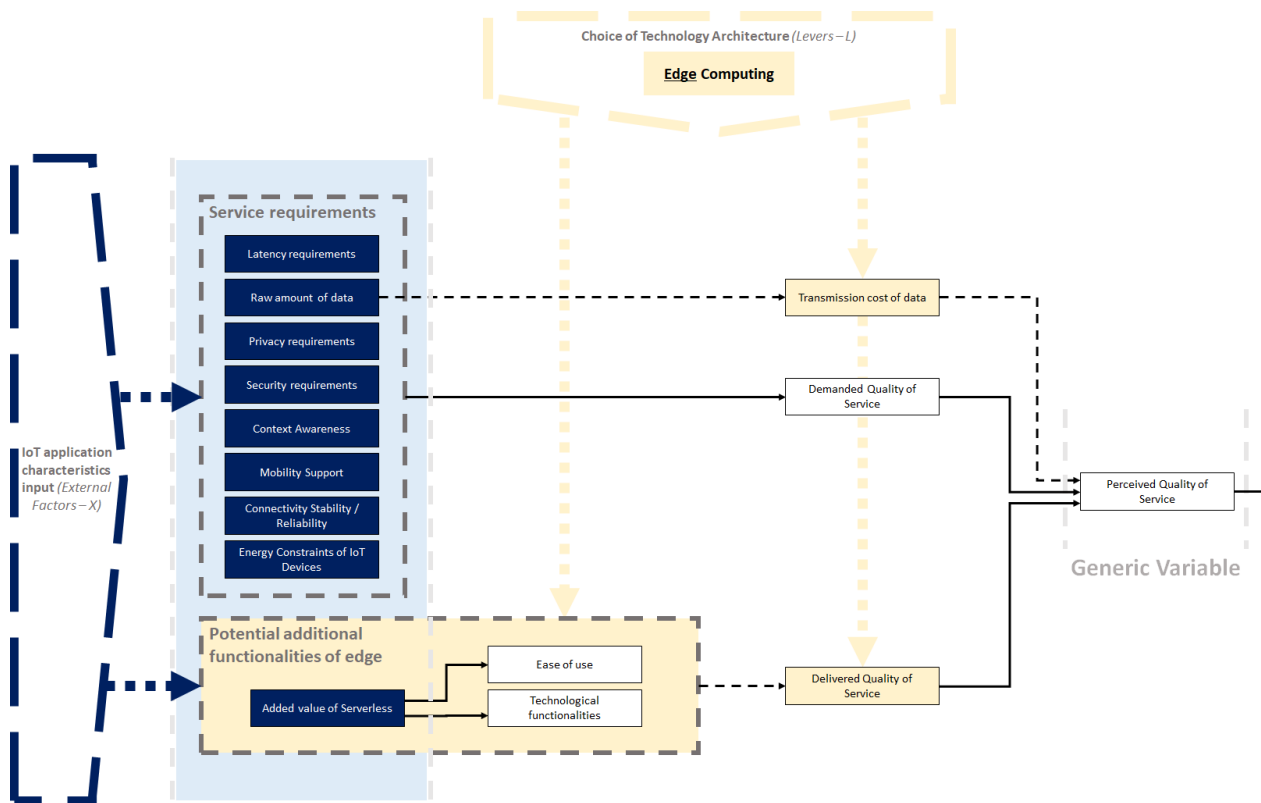 Choice of Technology Architecture (Levers – L)
Edge Computing
Service requirements
Latency requirements
Raw amount of data
Transmission cost of data
Privacy requirements
Security requirements
Demanded Quality of
Service
Context Awareness
IoT application
characteristics
input (External
Factors – X)
Mobility Support
Perceived Quality of
Service
Connectivity Stability /
Reliability
Energy Constraints of IoT
Devices
Generic Variable
Potential additional
functionalities of edge
Ease of use
Delivered Quality of
Service
Added value of Serverless
Technological
functionalities